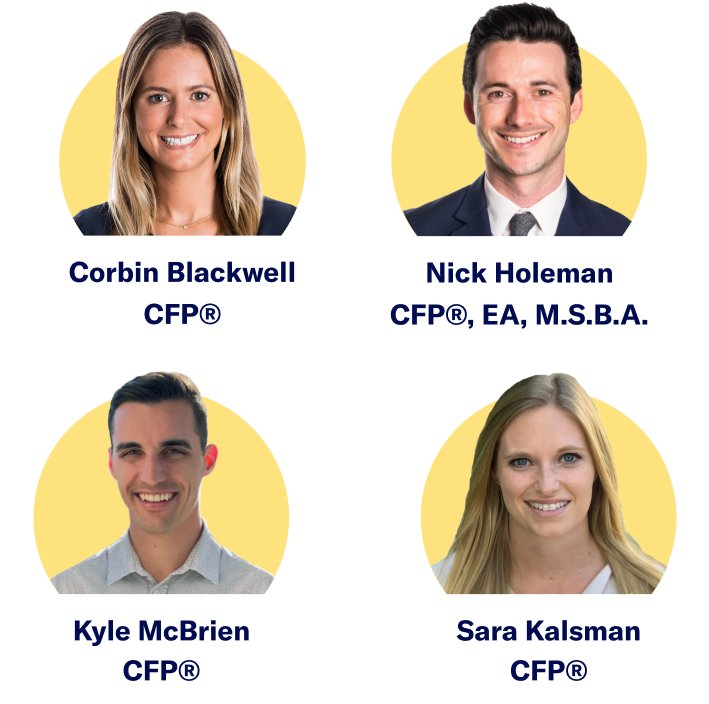 Corbin Blackwell
CFP®
Nick Holeman
CFP®, EA, M.S.B.A.
Kyle McBrien
CFP®
Sara Kalsman
CFP®